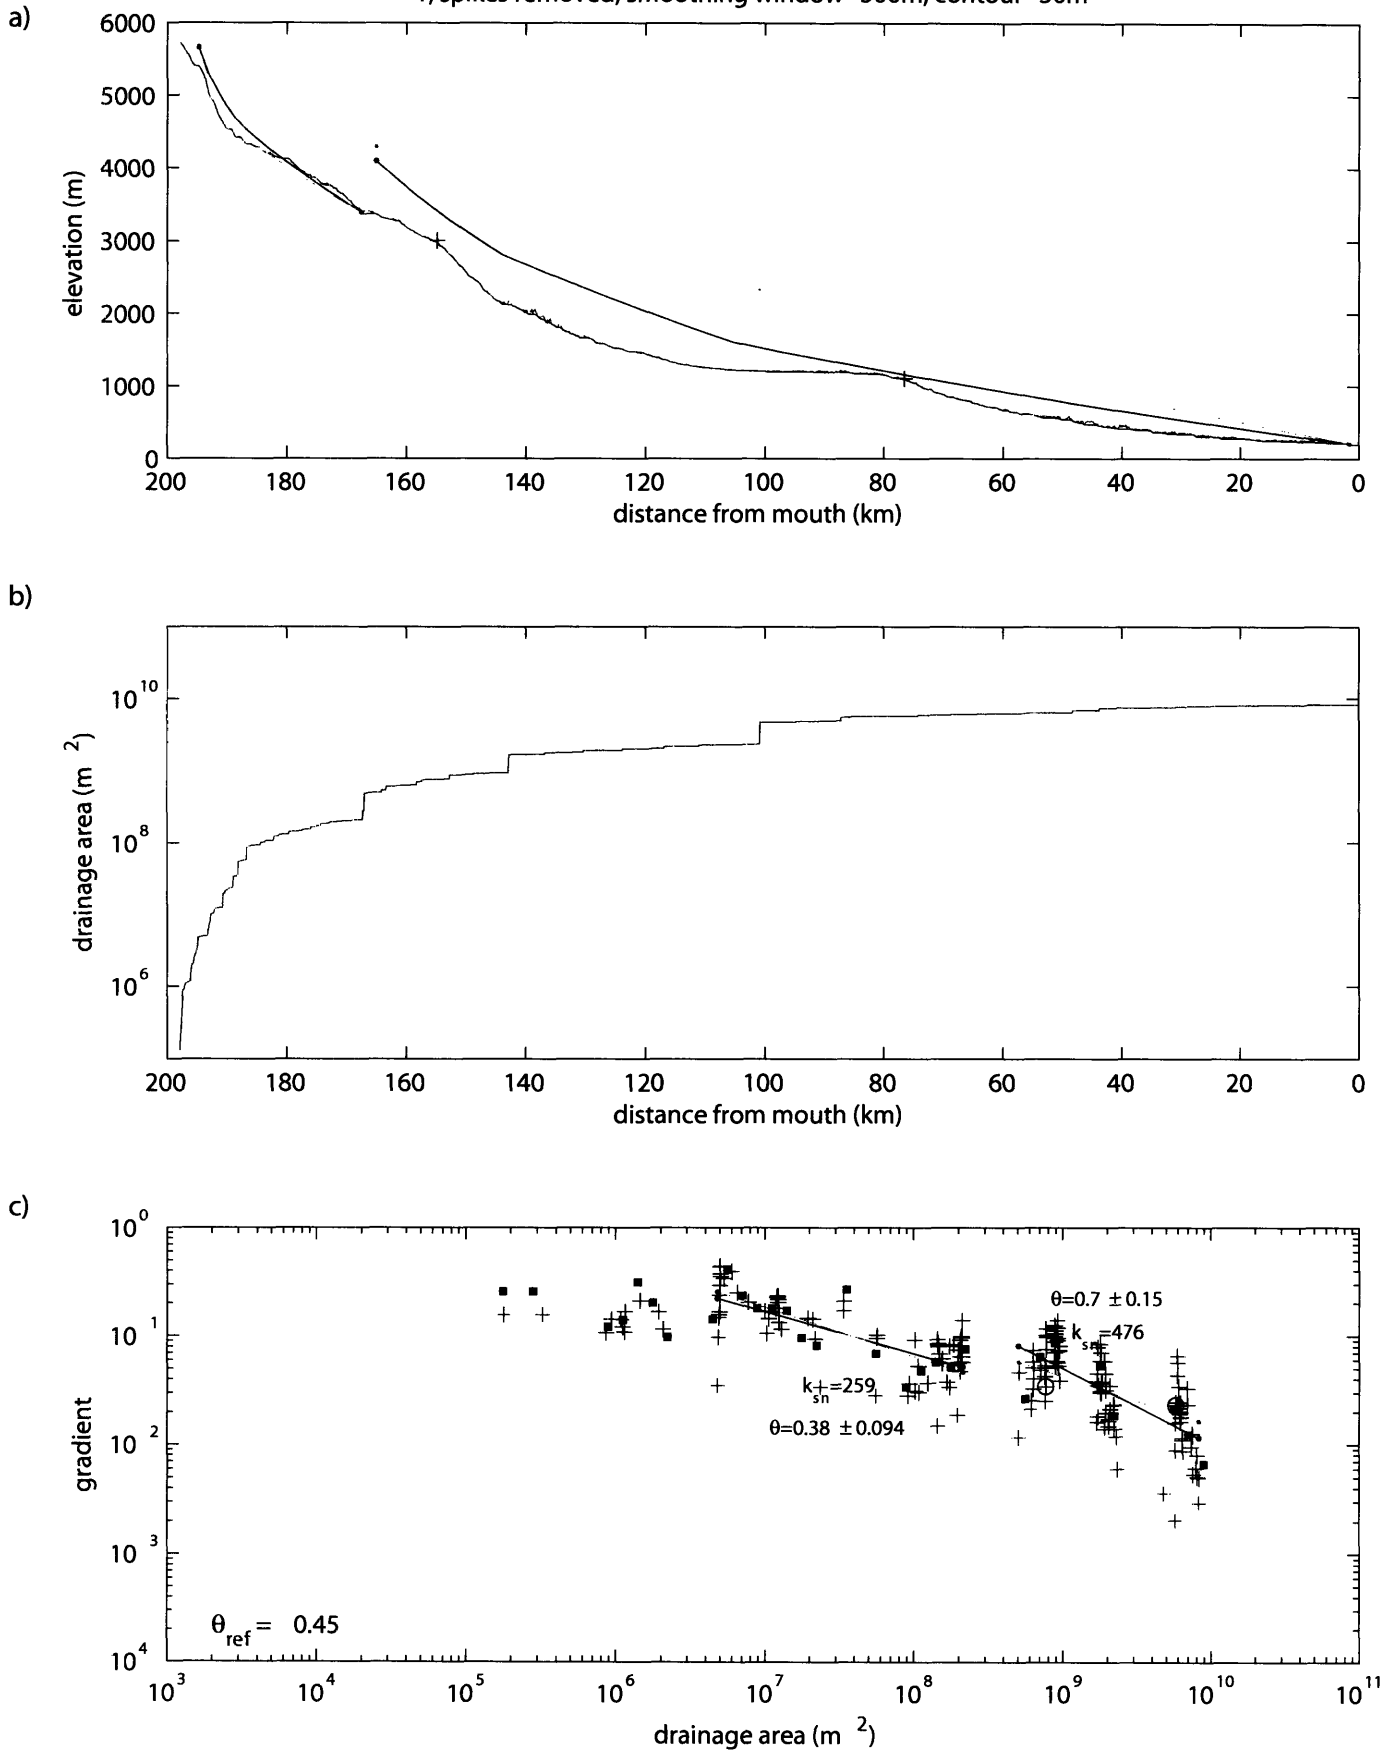 a)
6000
5000
4000
3000
2000
1000
0
elevation (m)
200 180 160 140 120 100 80 60 40 20 0
distance from mouth (km)
b)
10^10
10^8
10^6
drainage area (m ^2)
200 180 160 140 120 100 80 60 40 20 0
distance from mouth (km)
c)
10^0
10^1
10^2
10^3
10^4
gradient
θ=0.7 ±0.15
k_sn=476
k_sn=259
θ=0.38 ±0.094
θ_ref = 0.45
10^3 10^4 10^5 10^6 10^7 10^8 10^9 10^10 10^11
drainage area (m ^2)